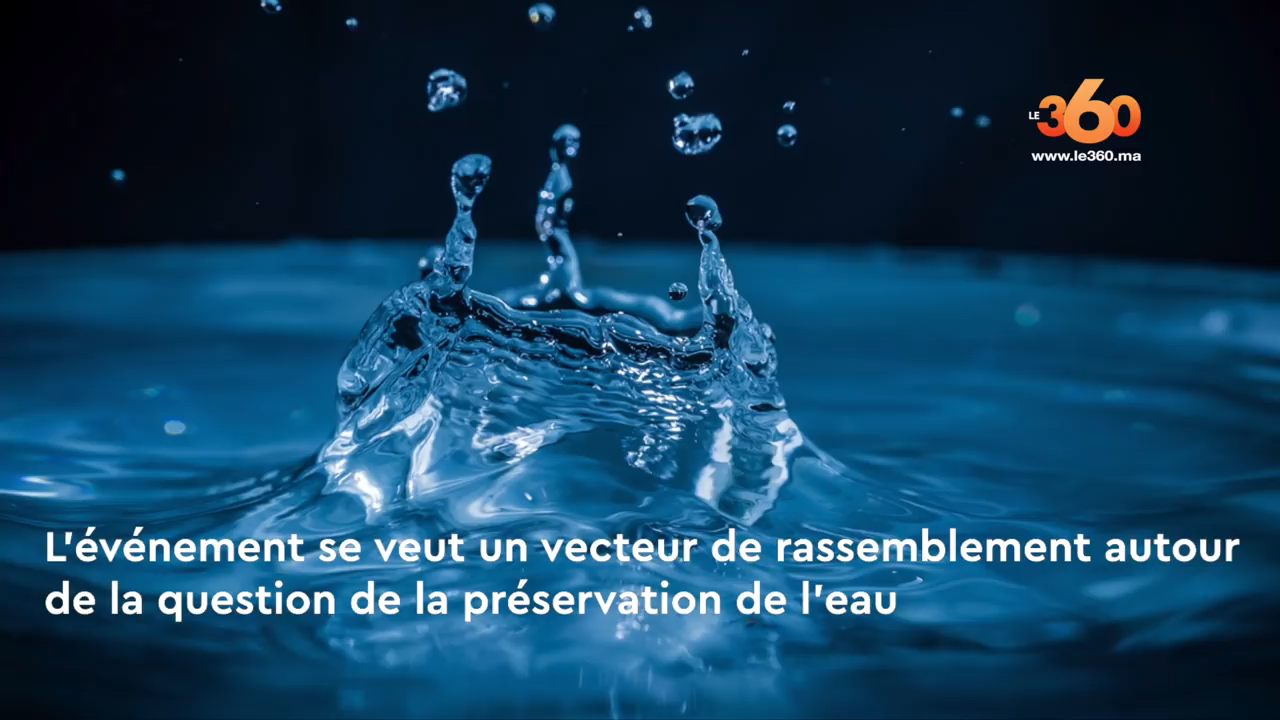 LE 360
www.le360.ma
L'événement se veut un vecteur de rassemblement autour
de la question de la préservation de l'eau